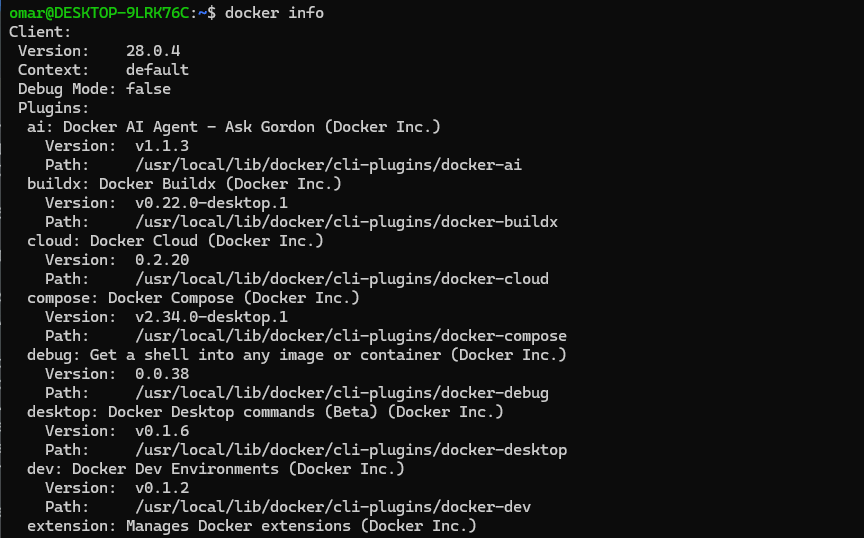 omar@DESKTOP-9LRK76C:~$ docker info
Client:
 Version:    28.0.4
 Context:    default
 Debug Mode: false
 Plugins:
  ai: Docker AI Agent - Ask Gordon (Docker Inc.)
    Version:  v1.1.3
    Path:     /usr/local/lib/docker/cli-plugins/docker-ai
  buildx: Docker Buildx (Docker Inc.)
    Version:  v0.22.0-desktop.1
    Path:     /usr/local/lib/docker/cli-plugins/docker-buildx
  cloud: Docker Cloud (Docker Inc.)
    Version:  0.2.20
    Path:     /usr/local/lib/docker/cli-plugins/docker-cloud
  compose: Docker Compose (Docker Inc.)
    Version:  v2.34.0-desktop.1
    Path:     /usr/local/lib/docker/cli-plugins/docker-compose
  debug: Get a shell into any image or container (Docker Inc.)
    Version:  0.0.38
    Path:     /usr/local/lib/docker/cli-plugins/docker-debug
  desktop: Docker Desktop commands (Beta) (Docker Inc.)
    Version:  v0.1.6
    Path:     /usr/local/lib/docker/cli-plugins/docker-desktop
  dev: Docker Dev Environments (Docker Inc.)
    Version:  v0.1.2
    Path:     /usr/local/lib/docker/cli-plugins/docker-dev
  extension: Manages Docker extensions (Docker Inc.)